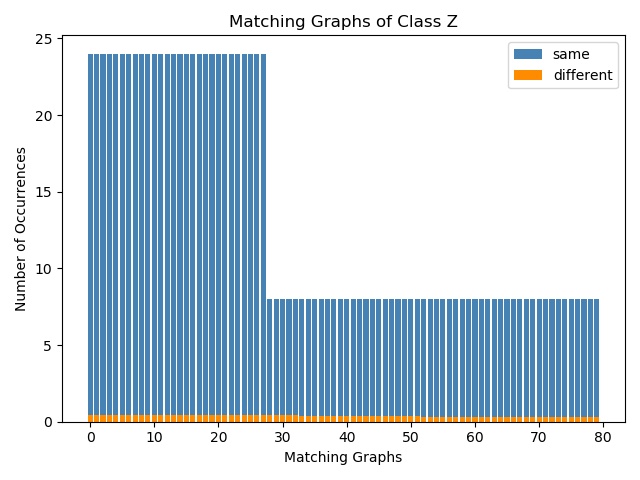 Matching Graphs of Class Z
same
different
Number of Occurrences
25
20
15
10
5
0
0 10 20 30 40 50 60 70 80
Matching Graphs